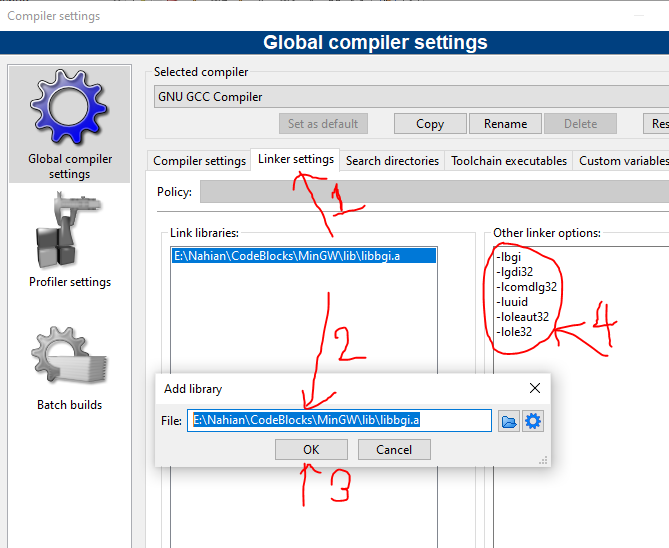 Compiler settings
Global compiler settings
Global compiler
settings
Profiler settings
Batch builds
Selected compiler
GNU GCC Compiler
Set as default
Copy
Rename
Delete
Res
Compiler settings
Linker settings
Search directories
Toolchain executables
Custom variables
Policy:
1
Link libraries:
E:\Nahian\CodeBlocks\MinGW\lib\libbgi.a
Other linker options:
-lbgi
-lgdi32
-lcomdlg32
-luuid
-loleaut32
-lole32
4
2
Add library
File:
E:\Nahian\CodeBlocks\MinGW\lib\libbgi.a
OK
Cancel
3